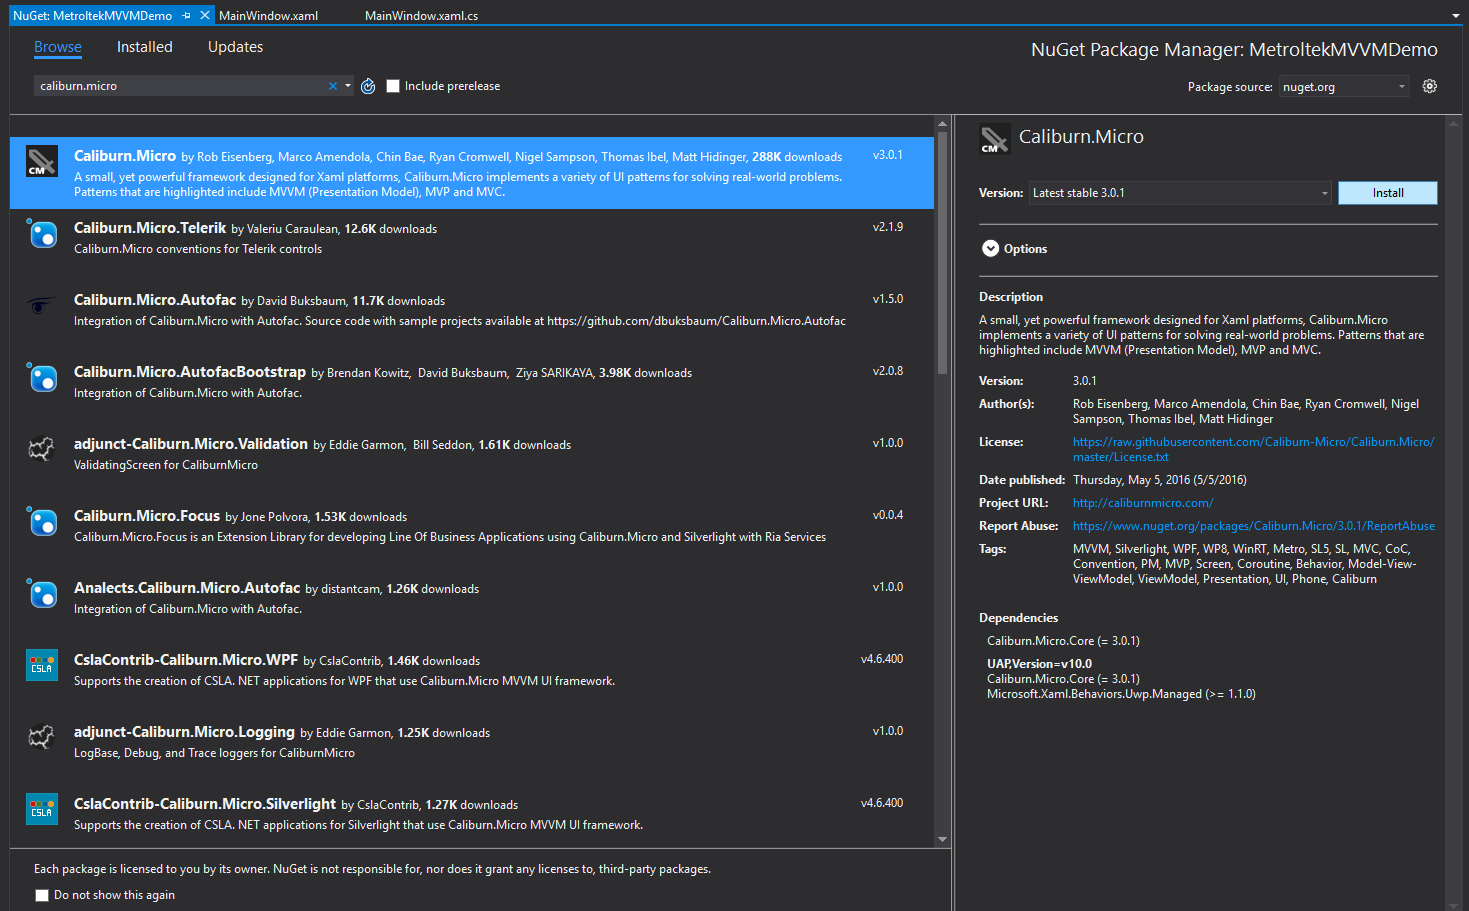 NuGet: MetroltekMVVMDemo MainWindow.xaml MainWindow.xaml.cs
Browse Installed Updates
NuGet Package Manager: MetroltekMVVMDemo
caliburn.micro Include prerelease
Package source: nuget.org
CM
Caliburn.Micro by Rob Eisenberg, Marco Amendola, Chin Bae, Ryan Cromwell, Nigel Sampson, Thomas Ibel, Matt Hidinger, 288K downloads v3.0.1
A small, yet powerful framework designed for Xaml platforms, Caliburn.Micro implements a variety of UI patterns for solving real-world problems.
Patterns that are highlighted include MVVM (Presentation Model), MVP and MVC.
Caliburn.Micro.Telerik by Valeriu Caraulean, 12.6K downloads v2.1.9
Caliburn.Micro conventions for Telerik controls
Caliburn.Micro.Autofac by David Buksbaum, 11.7K downloads v1.5.0
Integration of Caliburn.Micro with Autofac. Source code with sample projects available at https://github.com/dbuksbaum/Caliburn.Micro.Autofac
Caliburn.Micro.AutofacBootstrap by Brendan Kowitz, David Buksbaum, Ziya SARIKAYA, 3.98K downloads v2.0.8
Integration of Caliburn.Micro with Autofac.
adjunct-Caliburn.Micro.Validation by Eddie Garmon, Bill Seddon, 1.61K downloads v1.0.0
ValidatingScreen for CaliburnMicro
Caliburn.Micro.Focus by Jone Polvora, 1.53K downloads v0.0.4
Caliburn.Micro.Focus is an Extension Library for developing Line Of Business Applications using Caliburn.Micro and Silverlight with Ria Services
Analects.Caliburn.Micro.Autofac by distantcam, 1.26K downloads v1.0.0
Integration of Caliburn.Micro with Autofac.
CSLA
CslaContrib-Caliburn.Micro.WPF by CslaContrib, 1.46K downloads v4.6.400
Supports the creation of CSLA. NET applications for WPF that use Caliburn.Micro MVVM UI framework.
adjunct-Caliburn.Micro.Logging by Eddie Garmon, 1.25K downloads v1.0.0
LogBase, Debug, and Trace loggers for CaliburnMicro
CSLA
CslaContrib-Caliburn.Micro.Silverlight by CslaContrib, 1.27K downloads v4.6.400
Supports the creation of CSLA. NET applications for Silverlight that use Caliburn.Micro MVVM UI framework.
Each package is licensed to you by its owner. NuGet is not responsible for, nor does it grant any licenses to, third-party packages.
Do not show this again
CM
Caliburn.Micro
Version: Latest stable 3.0.1 Install
Options
Description
A small, yet powerful framework designed for Xaml platforms, Caliburn.Micro
implements a variety of UI patterns for solving real-world problems. Patterns that are
highlighted include MVVM (Presentation Model), MVP and MVC.
Version: 3.0.1
Author(s): Rob Eisenberg, Marco Amendola, Chin Bae, Ryan Cromwell, Nigel
Sampson, Thomas Ibel, Matt Hidinger
License: https://raw.githubusercontent.com/Caliburn-Micro/Caliburn.Micro/
master/License.txt
Date published: Thursday, May 5, 2016 (5/5/2016)
Project URL: http://caliburnmicro.com/
Report Abuse: https://www.nuget.org/packages/Caliburn.Micro/3.0.1/ReportAbuse
Tags: MVVM, Silverlight, WPF, WP8, WinRT, Metro, SL5, SL, MVC, CoC,
Convention, PM, MVP, Screen, Coroutine, Behavior, Model-View-
ViewModel, ViewModel, Presentation, UI, Phone, Caliburn
Dependencies
Caliburn.Micro.Core (= 3.0.1)
UAP,Version=v10.0
Caliburn.Micro.Core (= 3.0.1)
Microsoft.Xaml.Behaviors.Uwp.Managed (>= 1.1.0)